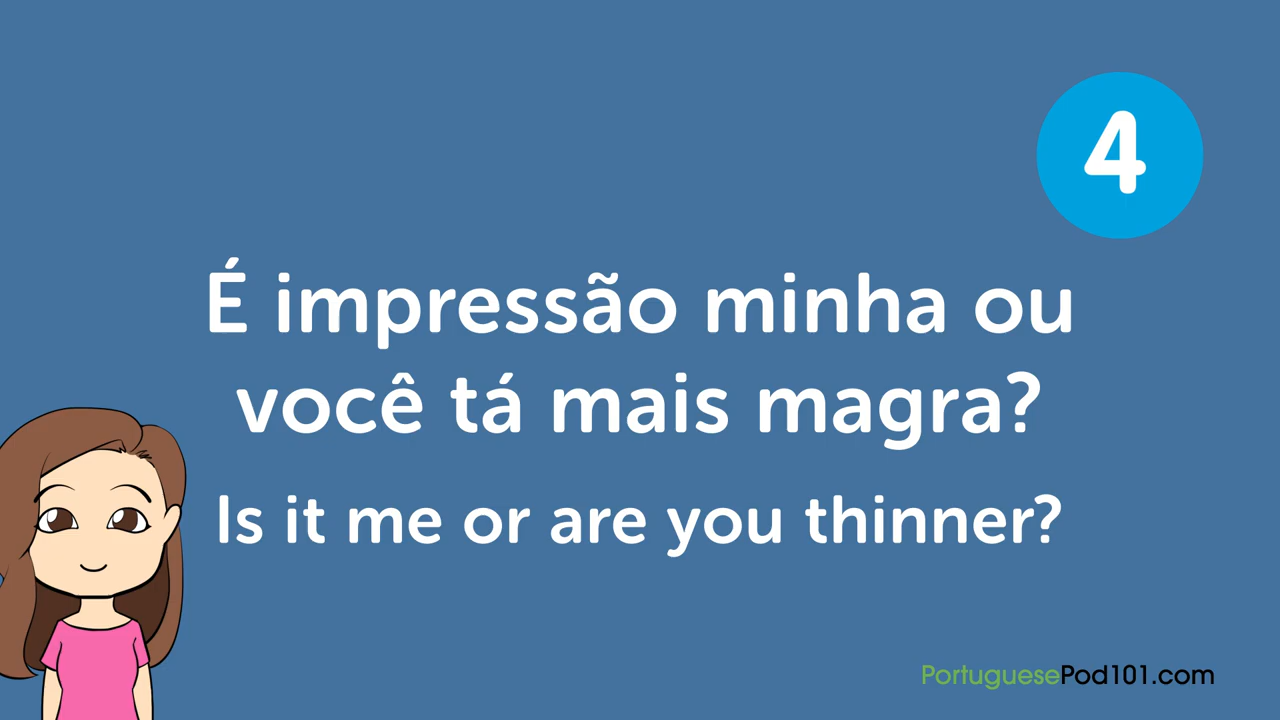 4
É impressão minha ou
você tá mais magra?
Is it me or are you thinner?
PortuguesePod101.com